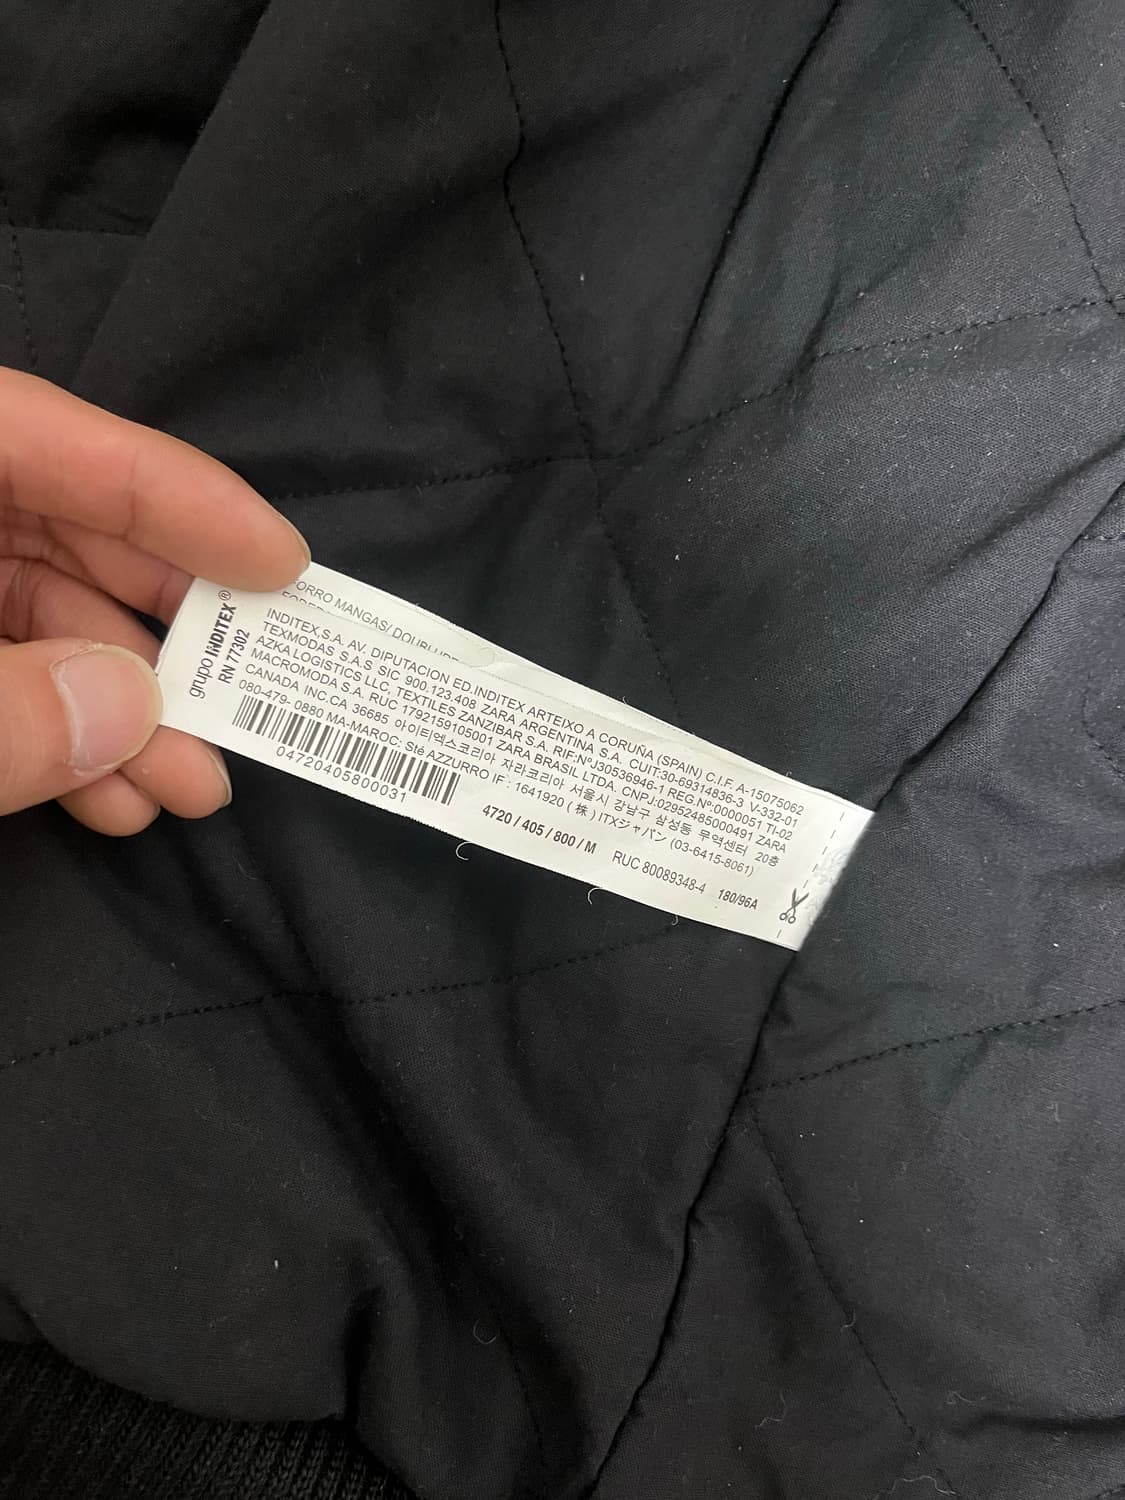 FORRO MANGAS/ DOUBLURE
grupo INDITEX®
RN 77302
INDITEX,S.A. AV. DIPUTACION ED.INDITEX ARTEIXO A CORUÑA (SPAIN) C.I.F. A-15075062
TEXMODAS S.A.S SIC 900.123.408 ZARA ARGENTINA S.A. CUIT:30-69314836-3 V-332-01
AZKA LOGISTICS LLC, TEXTILES ZANZIBAR S.A. RIF:NºJ30536946-1 REG.Nº:0000051 TI-02
MACROMODA S.A. RUC 1792159105001 ZARA BRASIL LTDA. CNPJ:02952485000491 ZARA
CANADA INC.CA 36685 아이티엑스코리아 자라코리아 서울시 강남구 삼성동 무역센터 20층
080-479- 0880 MA-MAROC: Sté AZZURRO IF : 1641920 ( 株 ) ITXジャパン (03-6415-8061)
04720405800031
4720 / 405 / 800 / M
RUC 80089348-4
180/96A